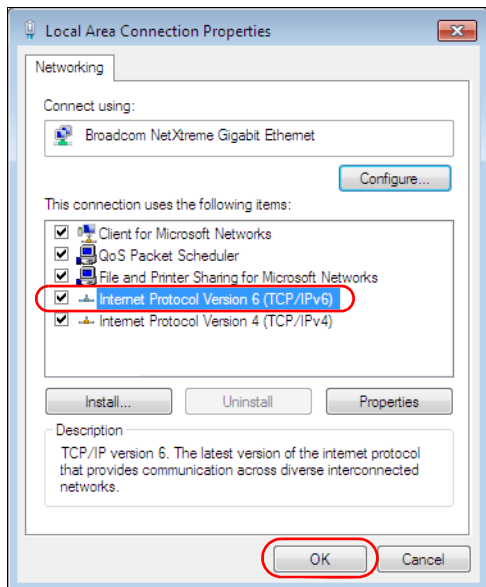 Local Area Connection Properties
Networking
Connect using:
Broadcom NetXtreme Gigabit Ethernet
Configure...
This connection uses the following items:
Client for Microsoft Networks
QoS Packet Scheduler
File and Printer Sharing for Microsoft Networks
Internet Protocol Version 6 (TCP/IPv6)
Internet Protocol Version 4 (TCP/IPv4)
Install...
Uninstall
Properties
Description
TCP/IP version 6. The latest version of the internet protocol
that provides communication across diverse interconnected
networks.
OK
Cancel